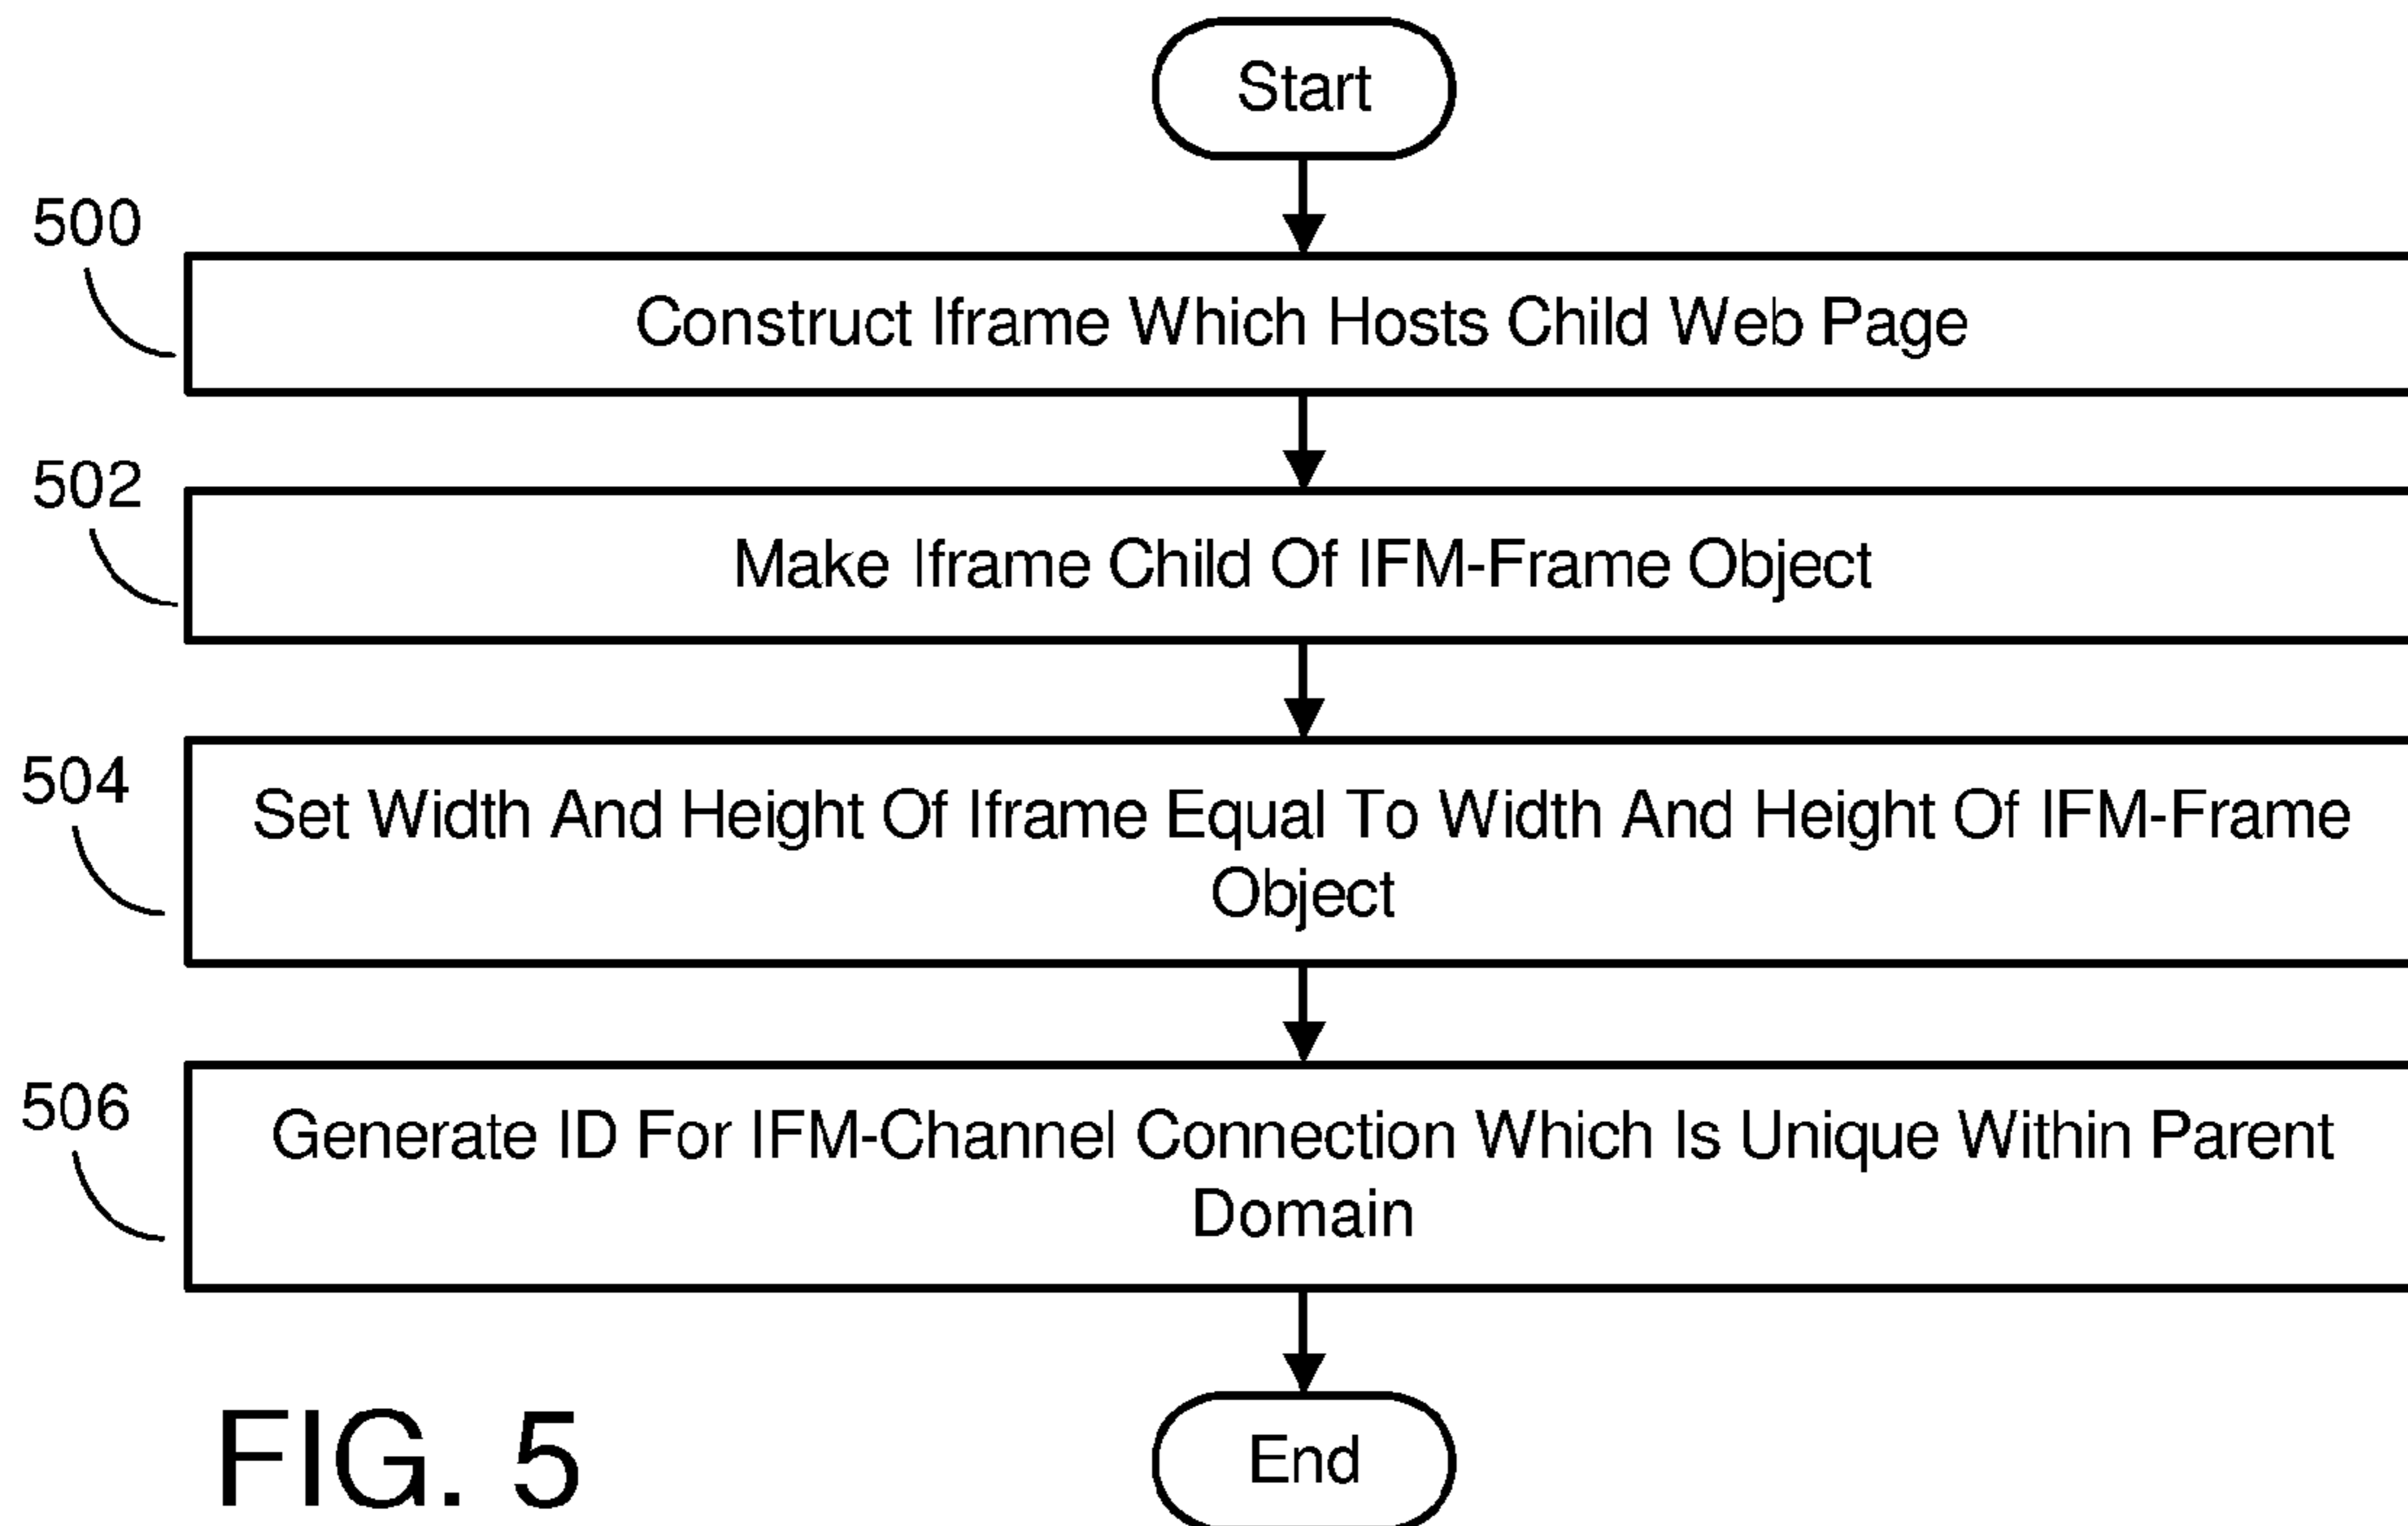 Start
500
Construct Iframe Which Hosts Child Web Page
502
Make Iframe Child Of IFM-Frame Object
504
Set Width And Height Of Iframe Equal To Width And Height Of IFM-Frame
Object
506
Generate ID For IFM-Channel Connection Which Is Unique Within Parent
Domain
End
FIG. 5